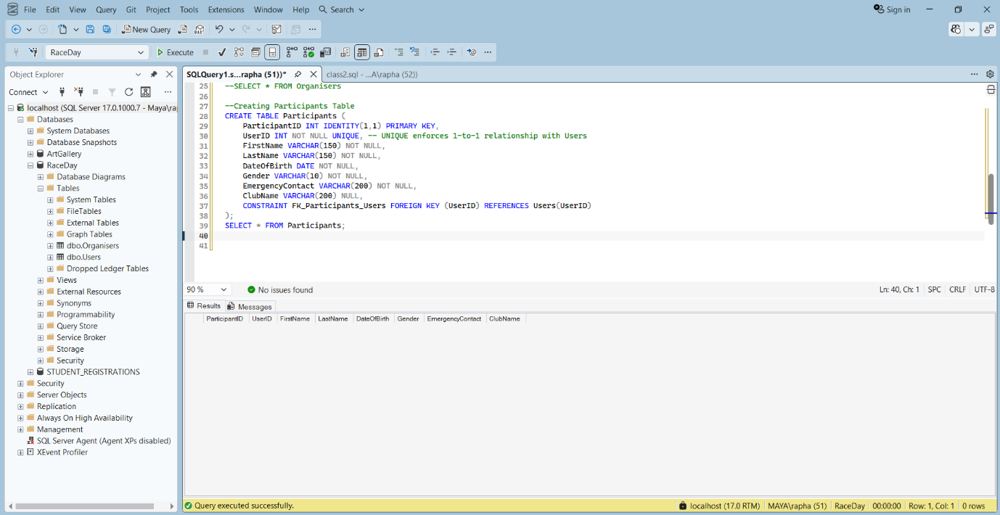 File Edit View Query Git Project Tools Extensions Window Help Search Sign in
New Query
RaceDay Execute
Object Explorer
Connect
localhost (SQL Server 17.0.1000.7 - Maya\ra
Databases
System Databases
Database Snapshots
ArtGallery
RaceDay
Database Diagrams
Tables
System Tables
FileTables
External Tables
Graph Tables
dbo.Organisers
dbo.Users
Dropped Ledger Tables
Views
External Resources
Synonyms
Programmability
Query Store
Service Broker
Storage
Security
STUDENT_REGISTRATIONS
Security
Server Objects
Replication
Always On High Availability
Management
SQL Server Agent (Agent XPs disabled)
XEvent Profiler
SQLQuery1.s...rapha (51))* class2.sql - ...A\rapha (52))
25 --SELECT * FROM Organisers
26
27 --Creating Participants Table
28 CREATE TABLE Participants (
29 ParticipantID INT IDENTITY(1,1) PRIMARY KEY,
30 UserID INT NOT NULL UNIQUE, -- UNIQUE enforces 1-to-1 relationship with Users
31 FirstName VARCHAR(150) NOT NULL,
32 LastName VARCHAR(150) NOT NULL,
33 DateOfBirth DATE NOT NULL,
34 Gender VARCHAR(10) NOT NULL,
35 EmergencyContact VARCHAR(200) NOT NULL,
36 ClubName VARCHAR(200) NULL,
37 CONSTRAINT FK_Participants_Users FOREIGN KEY (UserID) REFERENCES Users(UserID)
38 );
39 SELECT * FROM Participants;
40
41
90 % No issues found Ln: 40, Ch: 1 SPC CRLF UTF-8
Results Messages
ParticipantID UserID FirstName LastName DateOfBirth Gender EmergencyContact ClubName
Query executed successfully. localhost (17.0 RTM) MAYA\rapha (51) RaceDay 00:00:00 Row: 1, Col: 1 0 rows